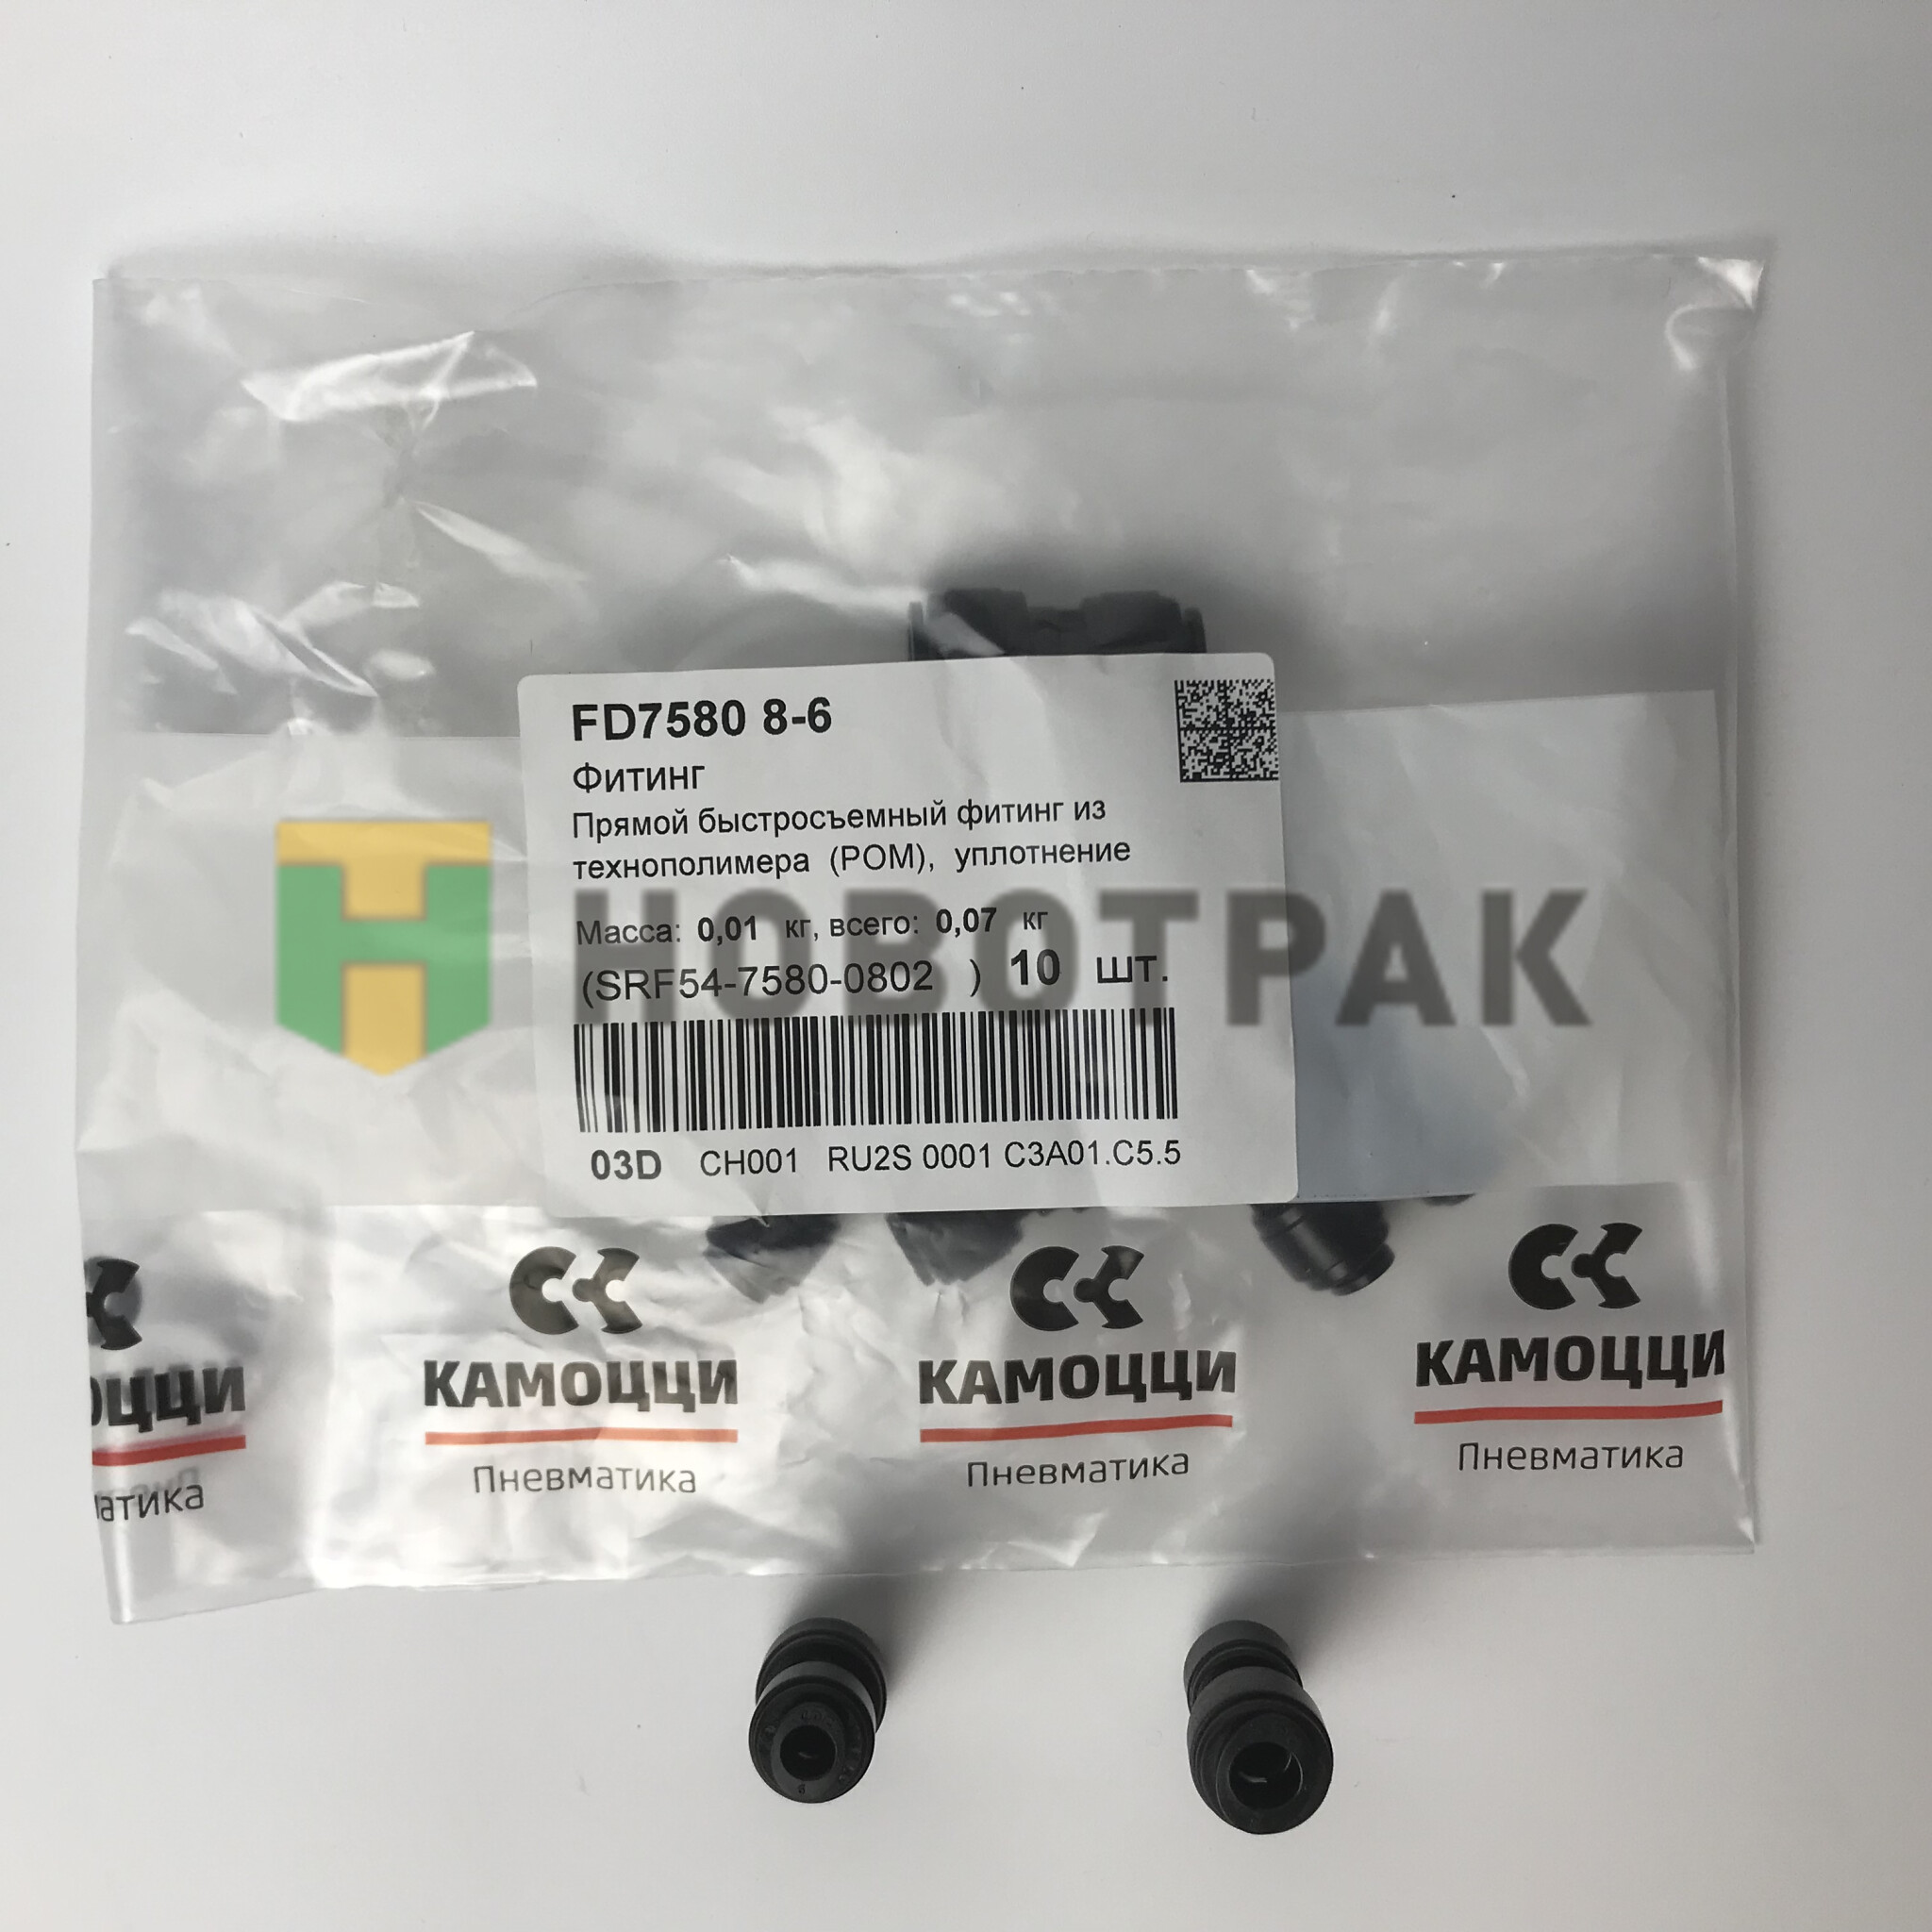 FD7580 8-6
Фитинг
Прямой быстросъемный фитинг из
технополимера (POM), уплотнение
Масса: 0,01 кг, всего: 0,07 кг
(SRF54-7580-0802 ) 10 шт.
03D CH001 RU2S 0001 C3A01.C5.5
НОВОТРАК
КАМОЦЦИ
Пневматика
КАМОЦЦИ
Пневматика
КАМОЦЦИ
Пневматика
ОЦЦИ
атика